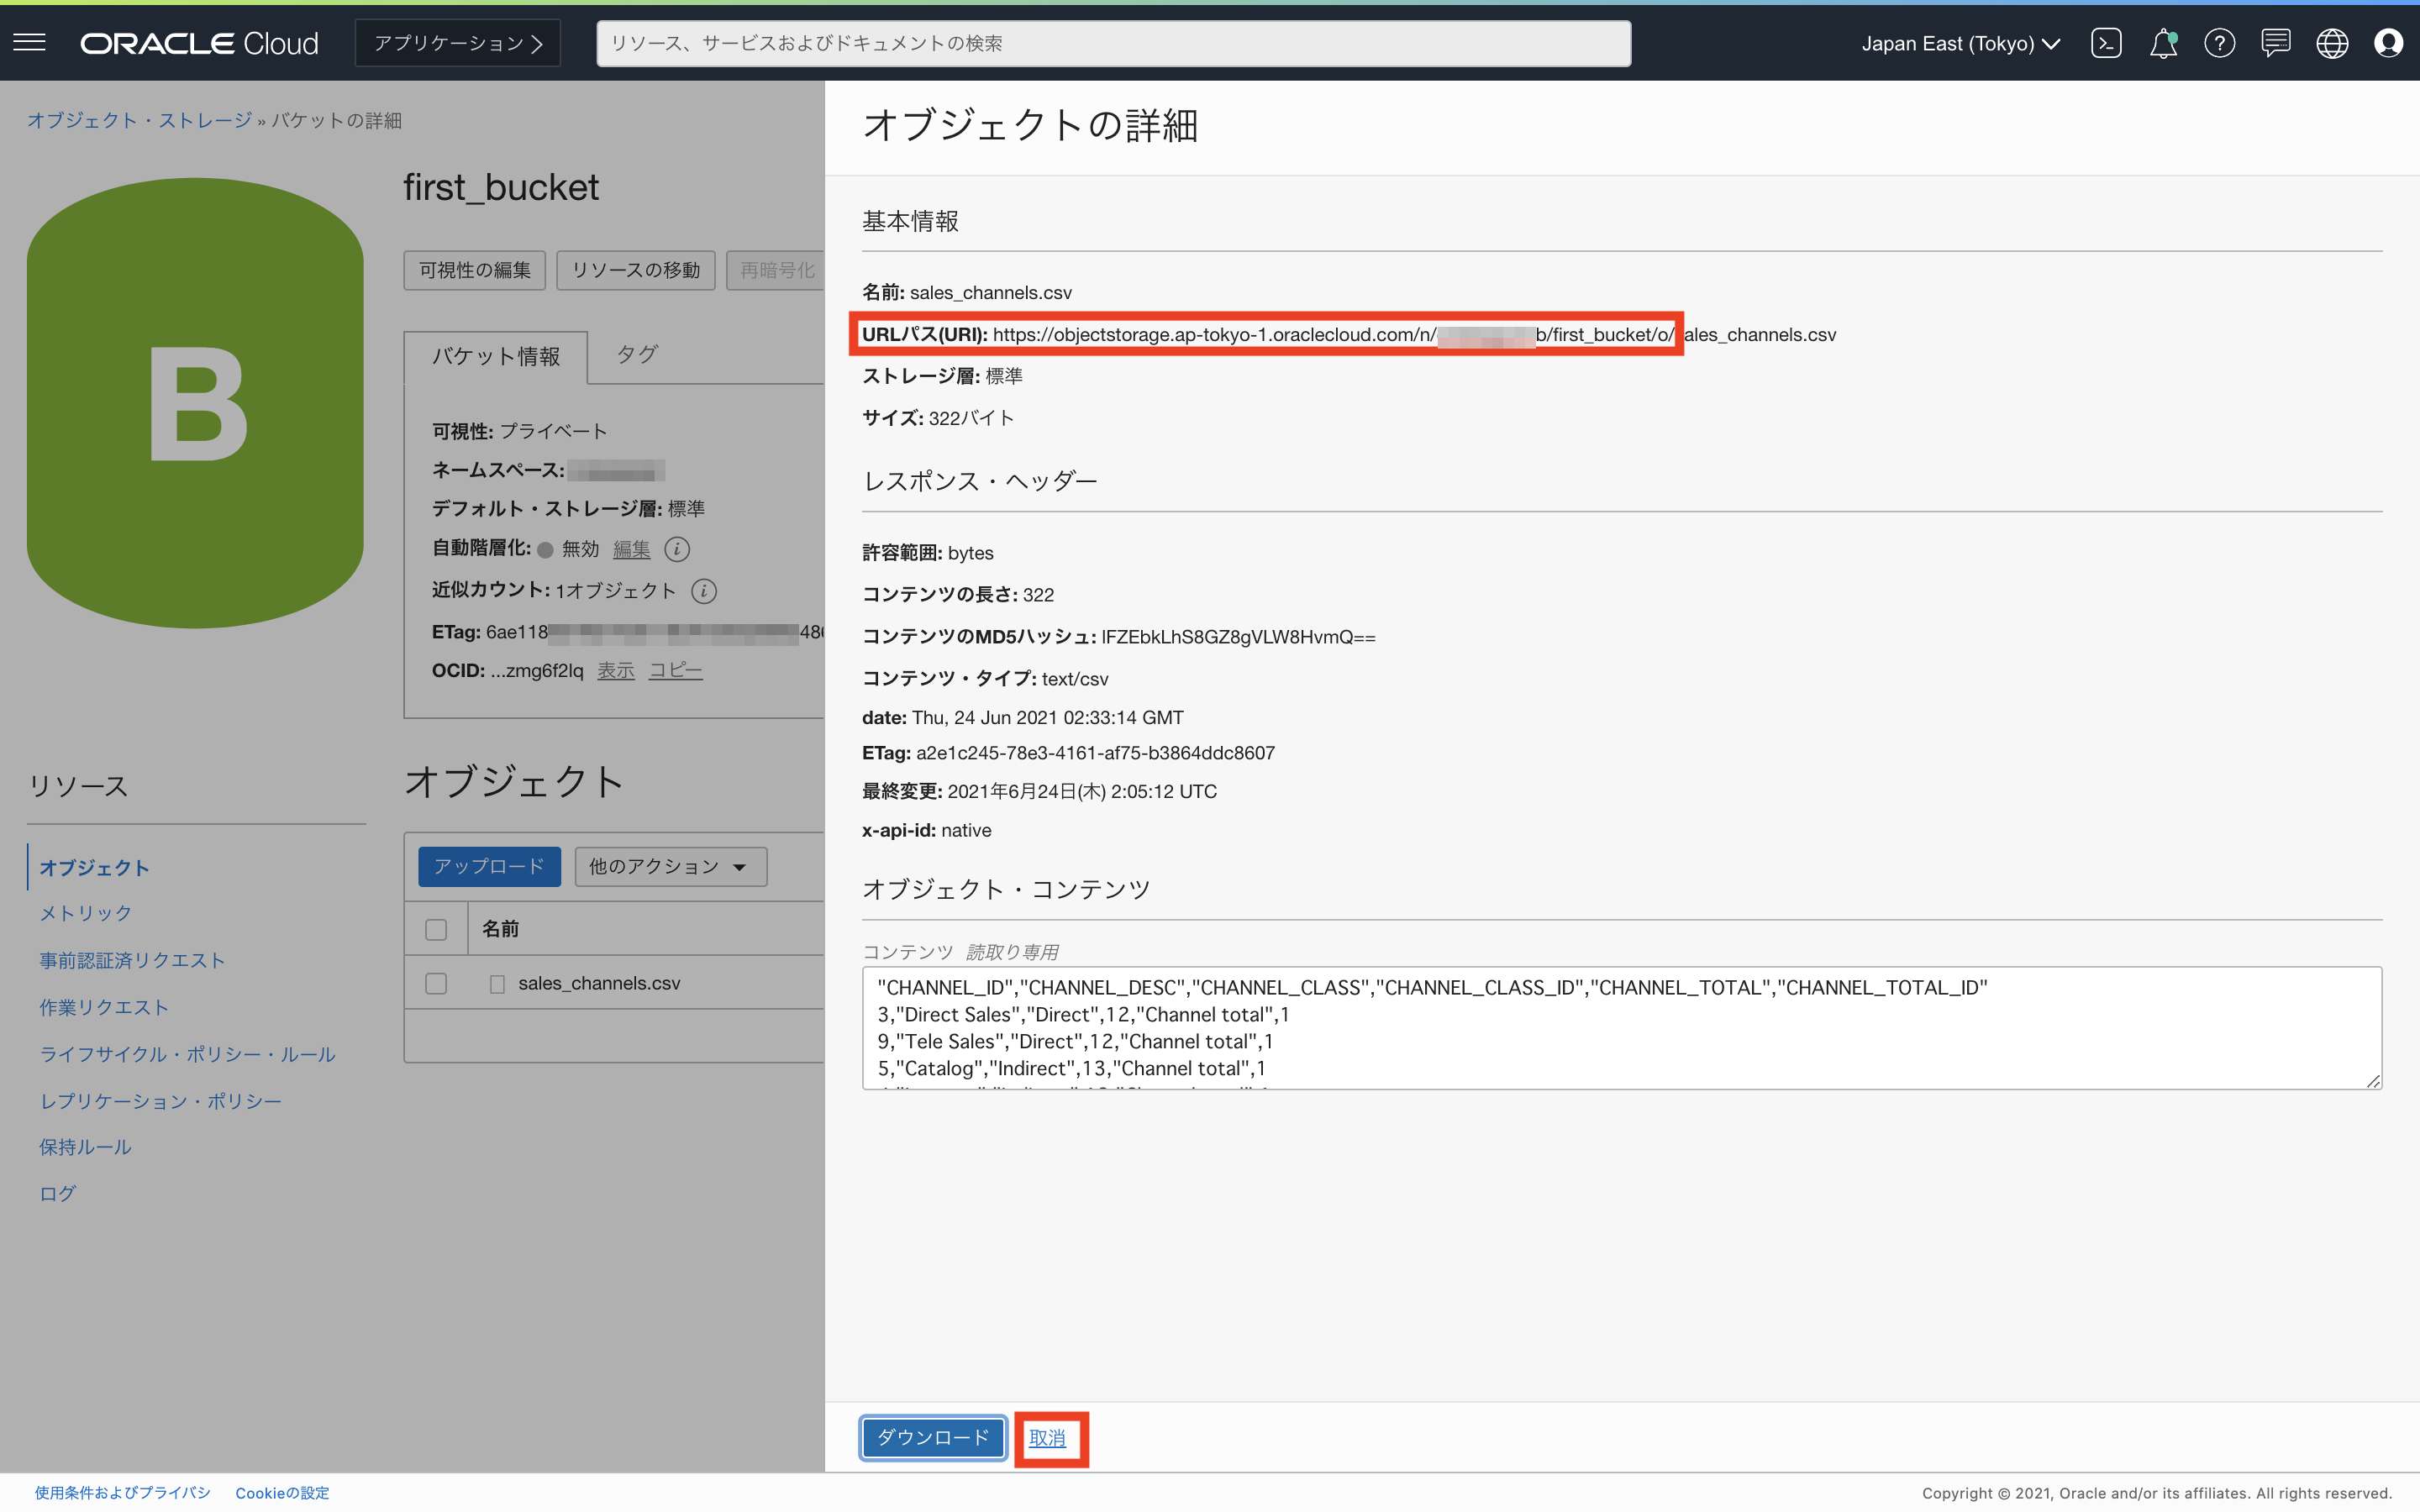 ORACLE Cloud
アプリケーション
リソース、サービスおよびドキュメントの検索
Japan East (Tokyo)
オブジェクト・ストレージ » バケットの詳細
B
first_bucket
可視性の編集
リソースの移動
再暗号化
バケット情報
タグ
可視性: プライベート
ネームスペース:
デフォルト・ストレージ層: 標準
自動階層化: 無効 編集
近似カウント: 1オブジェクト
ETag: 6ae118
OCID: ...zmg6f2lq 表示 コピー
リソース
オブジェクト
メトリック
事前認証済リクエスト
作業リクエスト
ライフサイクル・ポリシー・ルール
レプリケーション・ポリシー
保持ルール
ログ
オブジェクト
アップロード
他のアクション
名前
sales_channels.csv
オブジェクトの詳細
基本情報
名前: sales_channels.csv
URLパス(URI): https://objectstorage.ap-tokyo-1.oraclecloud.com/n/ b/first_bucket/o/ ales_channels.csv
ストレージ層: 標準
サイズ: 322バイト
レスポンス・ヘッダー
許容範囲: bytes
コンテンツの長さ: 322
コンテンツのMD5ハッシュ: lFZEbkLhS8GZ8gVLW8HvmQ==
コンテンツ・タイプ: text/csv
date: Thu, 24 Jun 2021 02:33:14 GMT
ETag: a2e1c245-78e3-4161-af75-b3864ddc8607
最終変更: 2021年6月24日(木) 2:05:12 UTC
x-api-id: native
オブジェクト・コンテンツ
コンテンツ 読取り専用
"CHANNEL_ID","CHANNEL_DESC","CHANNEL_CLASS","CHANNEL_CLASS_ID","CHANNEL_TOTAL","CHANNEL_TOTAL_ID"
3,"Direct Sales","Direct",12,"Channel total",1
9,"Tele Sales","Direct",12,"Channel total",1
5,"Catalog","Indirect",13,"Channel total",1
ダウンロード
取消
使用条件およびプライバシ
Cookieの設定
Copyright © 2021, Oracle and/or its affiliates. All rights reserved.